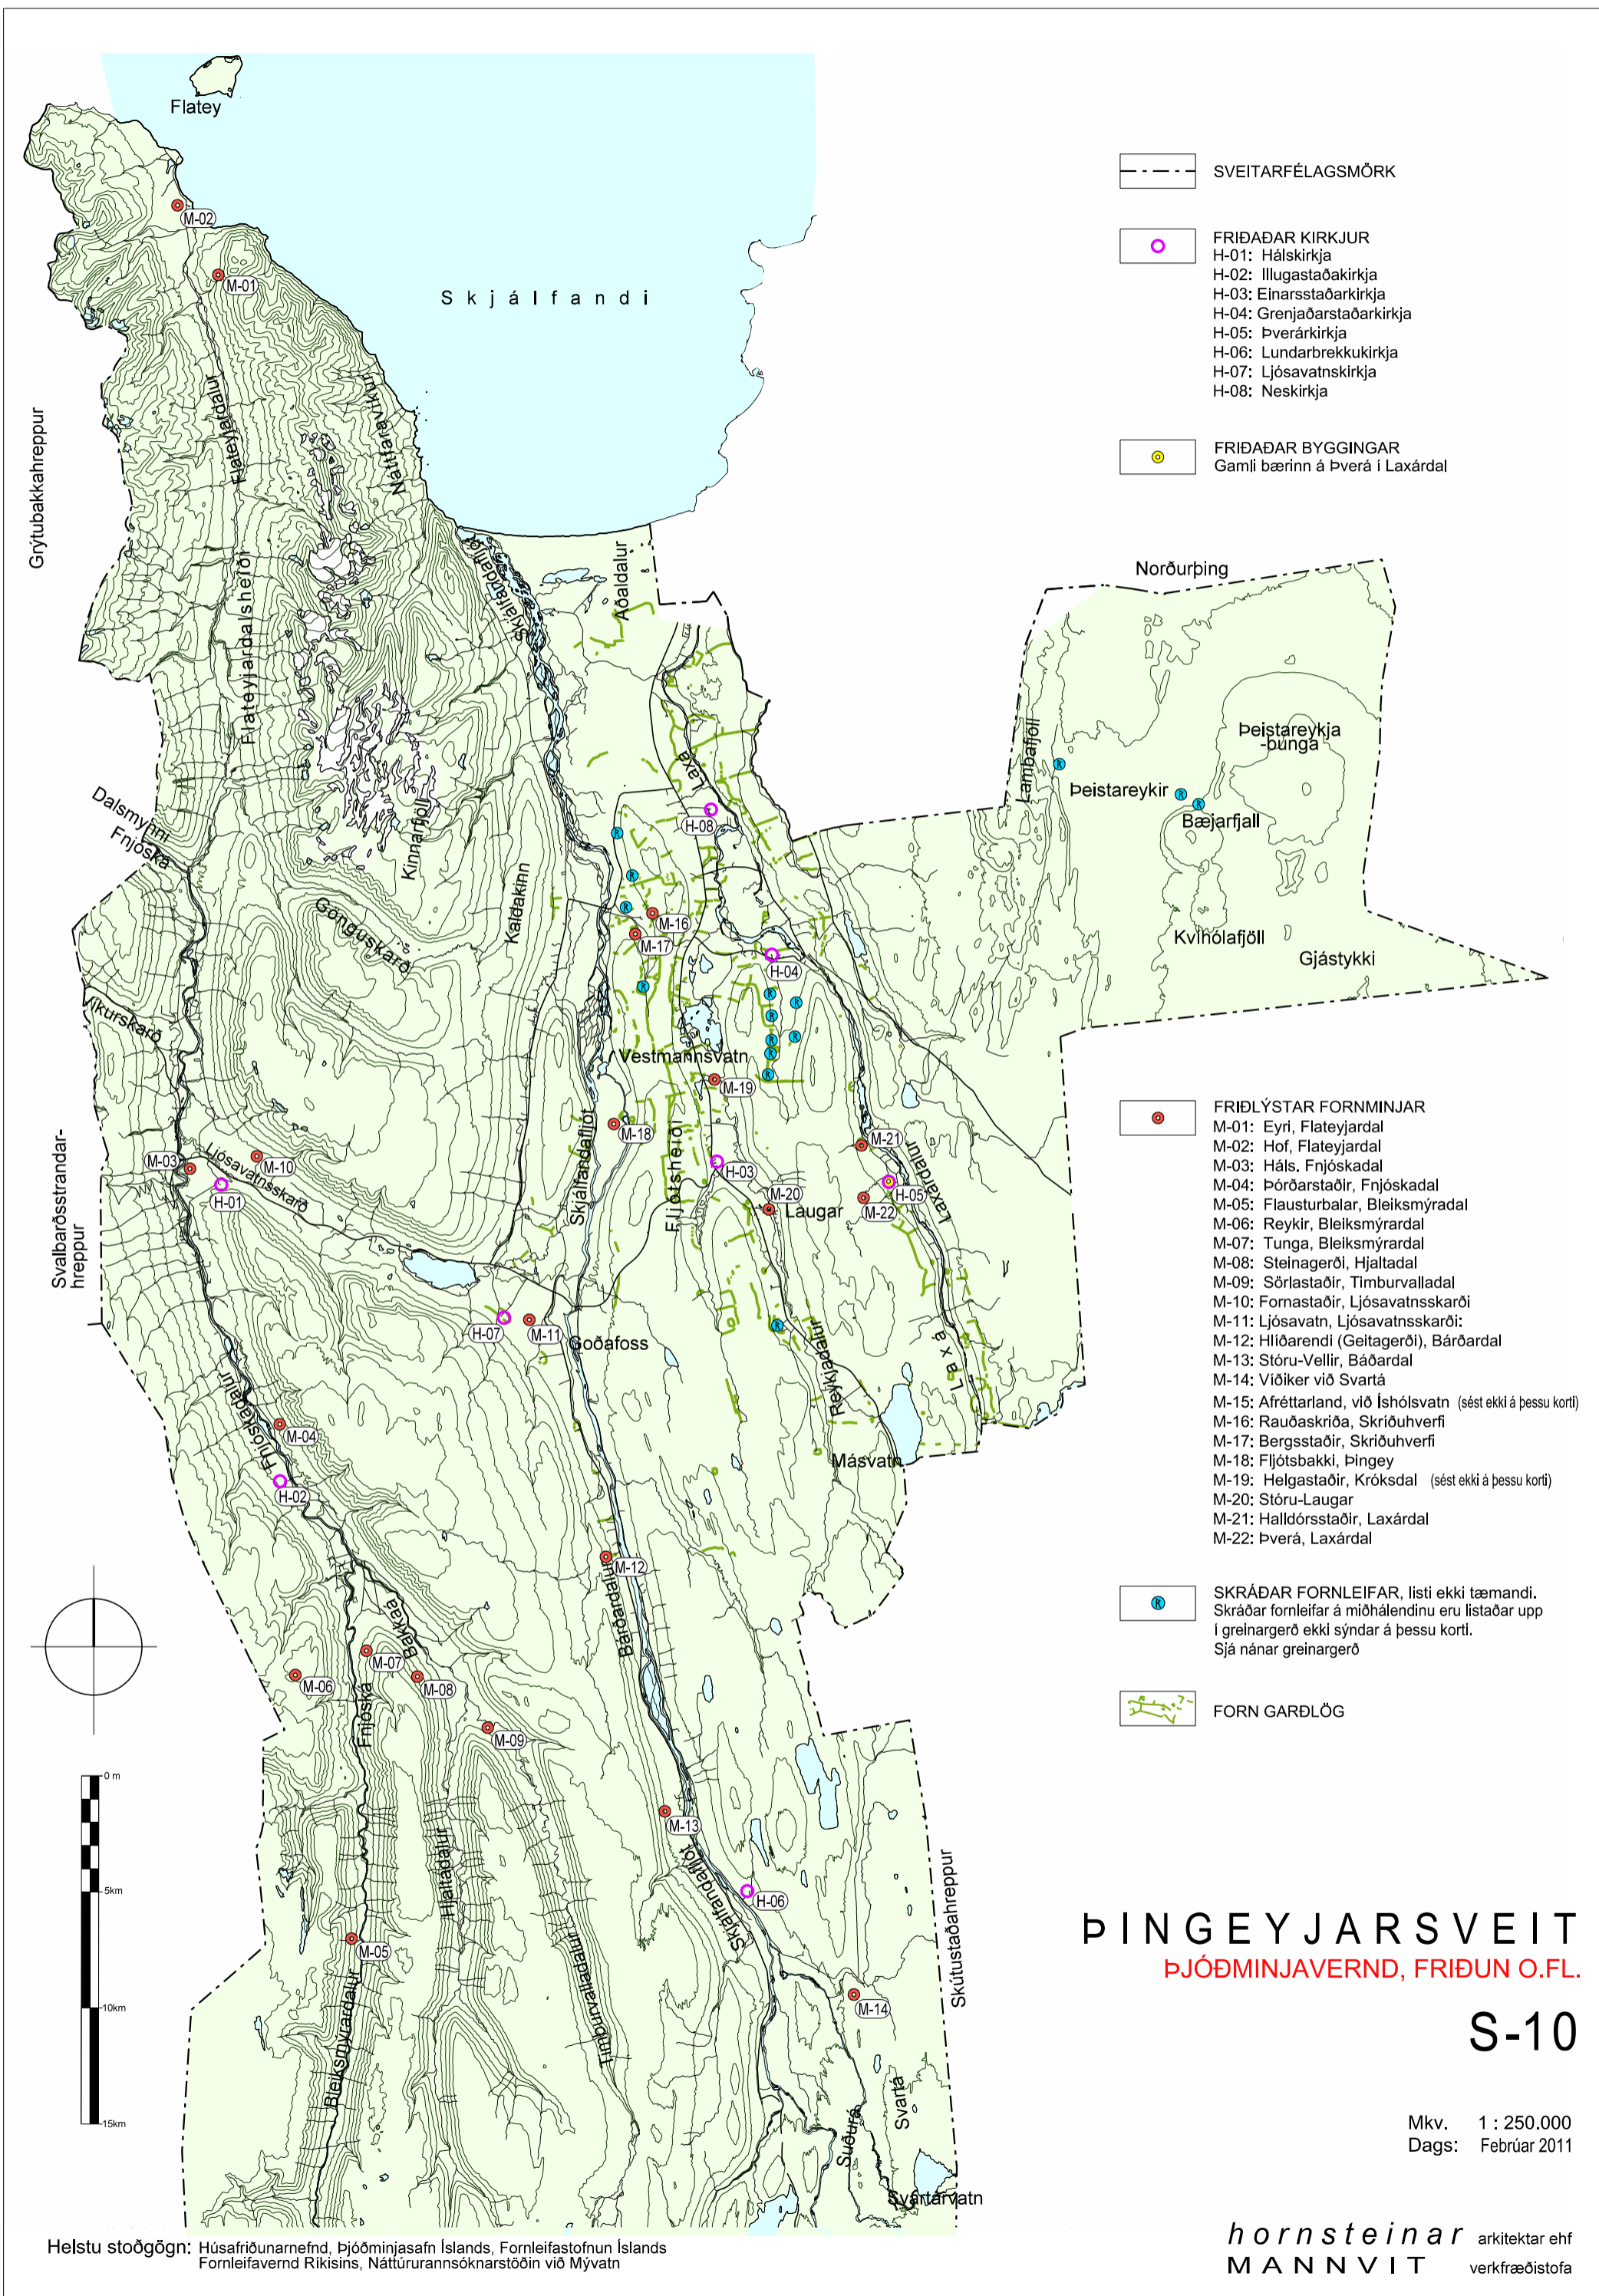 Flatey
M-02
M-01
Skjálfandi
Grýtubakkahreppur
Flateyjardalur
Náttfaravíkur
Flateyjardalsheiði
Skjálfandafljót
Aðaldalur
Norðurþing
Lambafjöll
Þeistareykja
-bunga
Þeistareykir
Bæjarfjall
Kvíhólafjöll
Gjástykki
Laxá
H-08
Dalsmynni
Fnjóská
Kinnarfjöll
Kaldakinn
Gönguskarð
M-16
M-17
H-04
Víkurskarð
Vestmannsvatn
M-19
M-18
Skjálfandafljót
Fljótsheiði
H-03
M-21
Laxárdalur
H-05
M-22
M-20
Laugar
M-03
M-10
Ljósavatnsskarð
H-01
Svalbarðsstrandar-
hreppur
H-07
M-11
Goðafoss
Reykjadalur
Laxá
Másvatn
Fnjóskadalur
M-04
H-02
M-12
Bárðardalur
Bakkaá
M-07
M-06
M-08
Fnjóská
M-09
M-13
Skjálfandafljót
H-06
Hjaltadalur
M-05
Bleiksmýrardalur
Timburvalladalur
Skútustaðahreppur
M-14
Svartá
Suðurá
Svartárvatn
0 m
5km
10km
15km
SVEITARFÉLAGSMÖRK
FRIÐAÐAR KIRKJUR
H-01: Hálskirkja
H-02: Illugastaðakirkja
H-03: Einarsstaðarkirkja
H-04: Grenjaðarstaðarkirkja
H-05: Þverárkirkja
H-06: Lundarbrekkukirkja
H-07: Ljósavatnskirkja
H-08: Neskirkja
FRIÐAÐAR BYGGINGAR
Gamli bærinn á Þverá í Laxárdal
FRIÐLÝSTAR FORNMINJAR
M-01: Eyri, Flateyjardal
M-02: Hof, Flateyjardal
M-03: Háls. Fnjóskadal
M-04: Þórðarstaðir, Fnjóskadal
M-05: Flausturbalar, Bleiksmýradal
M-06: Reykir, Bleiksmýrardal
M-07: Tunga, Bleiksmýrardal
M-08: Steinagerði, Hjaltadal
M-09: Sörlastaðir, Timburvalladal
M-10: Fornastaðir, Ljósavatnsskarði
M-11: Ljósavatn, Ljósavatnsskarði:
M-12: Hlíðarendi (Geitagerði), Bárðardal
M-13: Stóru-Vellir, Báðardal
M-14: Víðiker við Svartá
M-15: Afréttarland, við Íshólsvatn (sést ekki á þessu korti)
M-16: Rauðaskriða, Skriðuhverfi
M-17: Bergsstaðir, Skriðuhverfi
M-18: Fljótsbakki, Þingey
M-19: Helgastaðir, Króksdal (sést ekki á þessu korti)
M-20: Stóru-Laugar
M-21: Halldórsstaðir, Laxárdal
M-22: Þverá, Laxárdal
SKRÁÐAR FORNLEIFAR, listi ekki tæmandi.
Skráðar fornleifar á miðhálendinu eru listaðar upp
í greinargerð ekki sýndar á þessu korti.
Sjá nánar greinargerð
FORN GARÐLÖG
ÞINGEYJARSVEIT
ÞJÓÐMINJAVERND, FRIÐUN O.FL.
S-10
Mkv. 1 : 250.000
Dags: Febrúar 2011
hornsteinar arkitektar ehf
MANNVIT verkfræðistofa
Helstu stoðgögn: Húsafriðunarnefnd, Þjóðminjasafn Íslands, Fornleifastofnun Íslands
Fornleifavernd Ríkisins, Náttúrurannsóknarstöðin við Mývatn